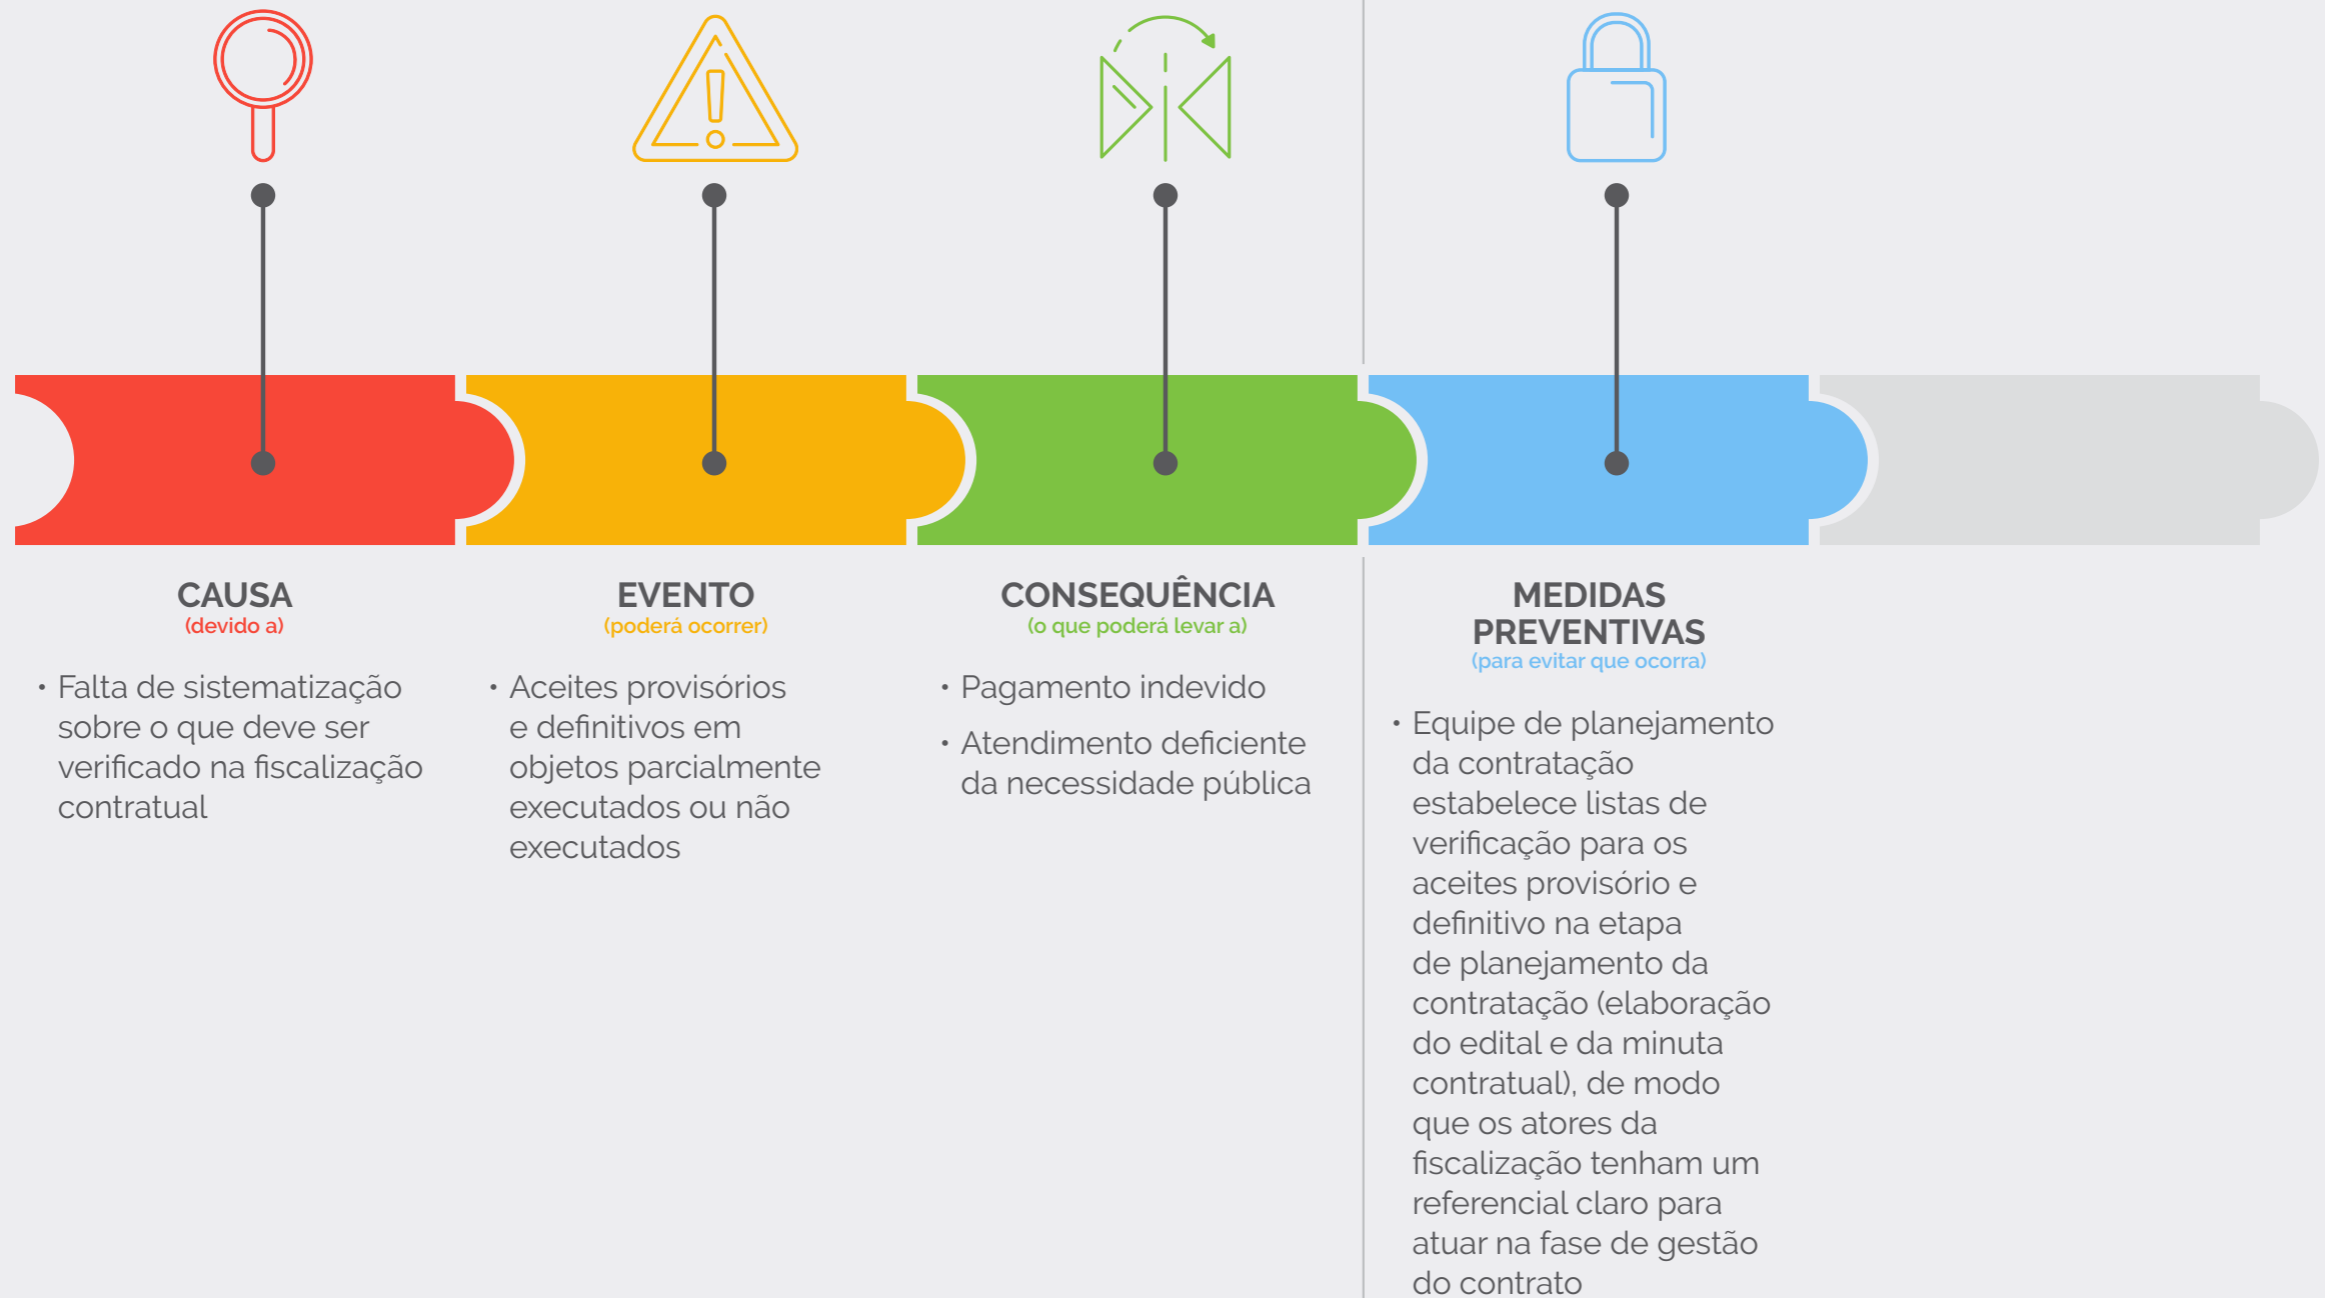 CAUSA
(devido a)
• Falta de sistematização
sobre o que deve ser
verificado na fiscalização
contratual
EVENTO
(poderá ocorrer)
• Aceites provisórios
e definitivos em
objetos parcialmente
executados ou não
executados
CONSEQUÊNCIA
(o que poderá levar a)
• Pagamento indevido
• Atendimento deficiente
da necessidade pública
MEDIDAS
PREVENTIVAS
(para evitar que ocorra)
• Equipe de planejamento
da contratação
estabelece listas de
verificação para os
aceites provisório e
definitivo na etapa
de planejamento da
contratação (elaboração
do edital e da minuta
contratual), de modo
que os atores da
fiscalização tenham um
referencial claro para
atuar na fase de gestão
do contrato